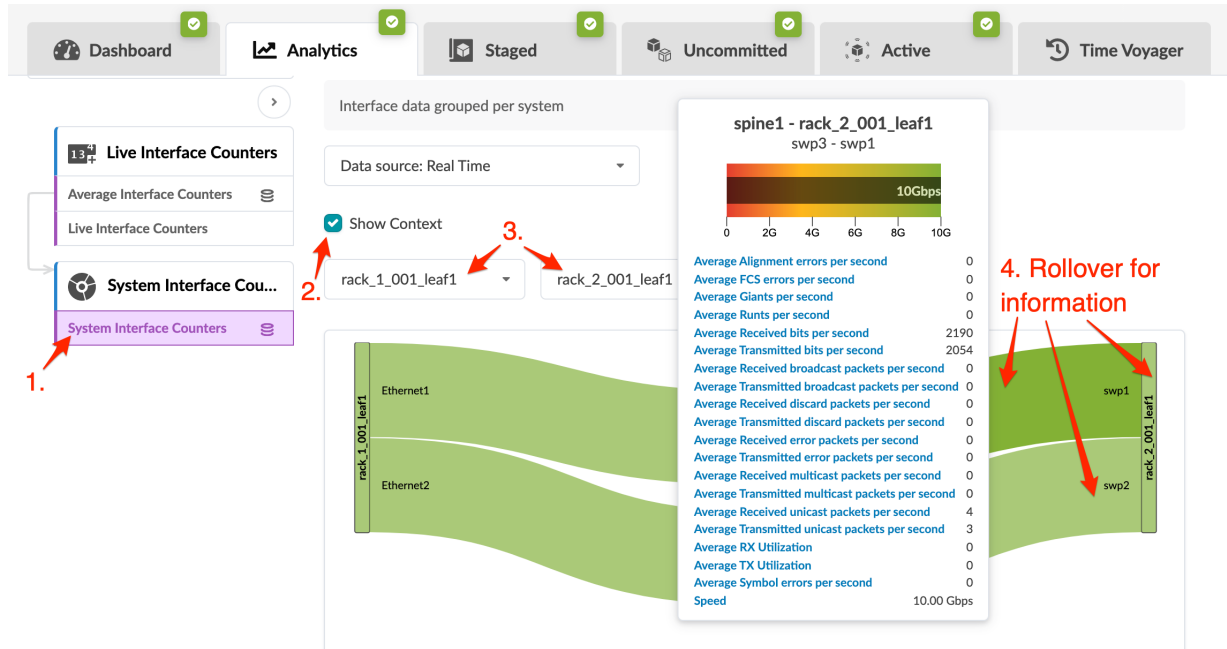 Dashboard
Analytics
Staged
Uncommitted
Active
Time Voyager
Interface data grouped per system
Live Interface Counters
Average Interface Counters
Live Interface Counters
System Interface Cou...
System Interface Counters
1.
Data source: Real Time
Show Context
2.
3.
rack_1_001_leaf1
rack_2_001_leaf1
rack_1_001_leaf1
Ethernet1
Ethernet2
spine1 - rack_2_001_leaf1
swp3 - swp1
10Gbps
0 2G 4G 6G 8G 10G
Average Alignment errors per second 0
Average FCS errors per second 0
Average Giants per second 0
Average Runts per second 0
Average Received bits per second 2190
Average Transmitted bits per second 2054
Average Received broadcast packets per second 0
Average Transmitted broadcast packets per second 0
Average Received discard packets per second 0
Average Transmitted discard packets per second 0
Average Received error packets per second 0
Average Transmitted error packets per second 0
Average Received multicast packets per second 0
Average Transmitted multicast packets per second 0
Average Received unicast packets per second 4
Average Transmitted unicast packets per second 3
Average RX Utilization 0
Average TX Utilization 0
Average Symbol errors per second 0
Speed 10.00 Gbps
4. Rollover for
information
swp1
swp2
rack_2_001_leaf1